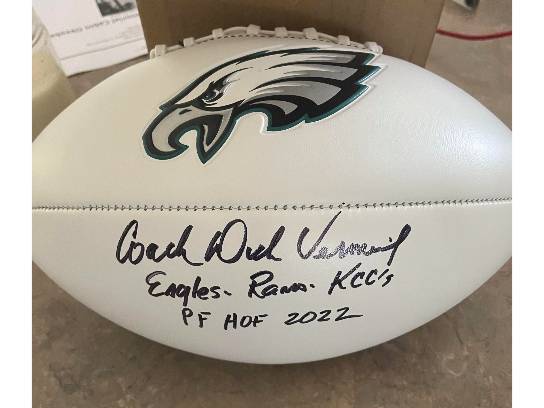 Coach Dick Vermeil
Eagles - Rams - KCC's
PF HOF 2022